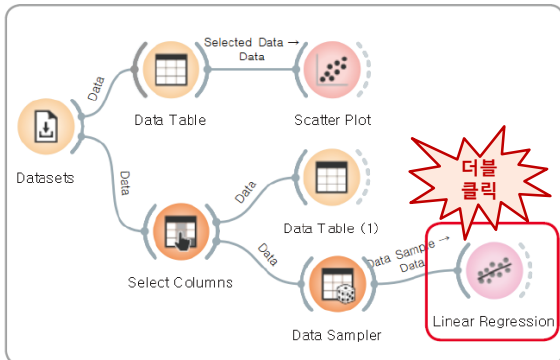 Selected Data →
Data
Data
Data Table
Scatter Plot
Datasets
Data
Data
더블
클릭
Data Table (1)
Select Columns
Data
Data Sample →
Data
Data Sampler
Linear Regression